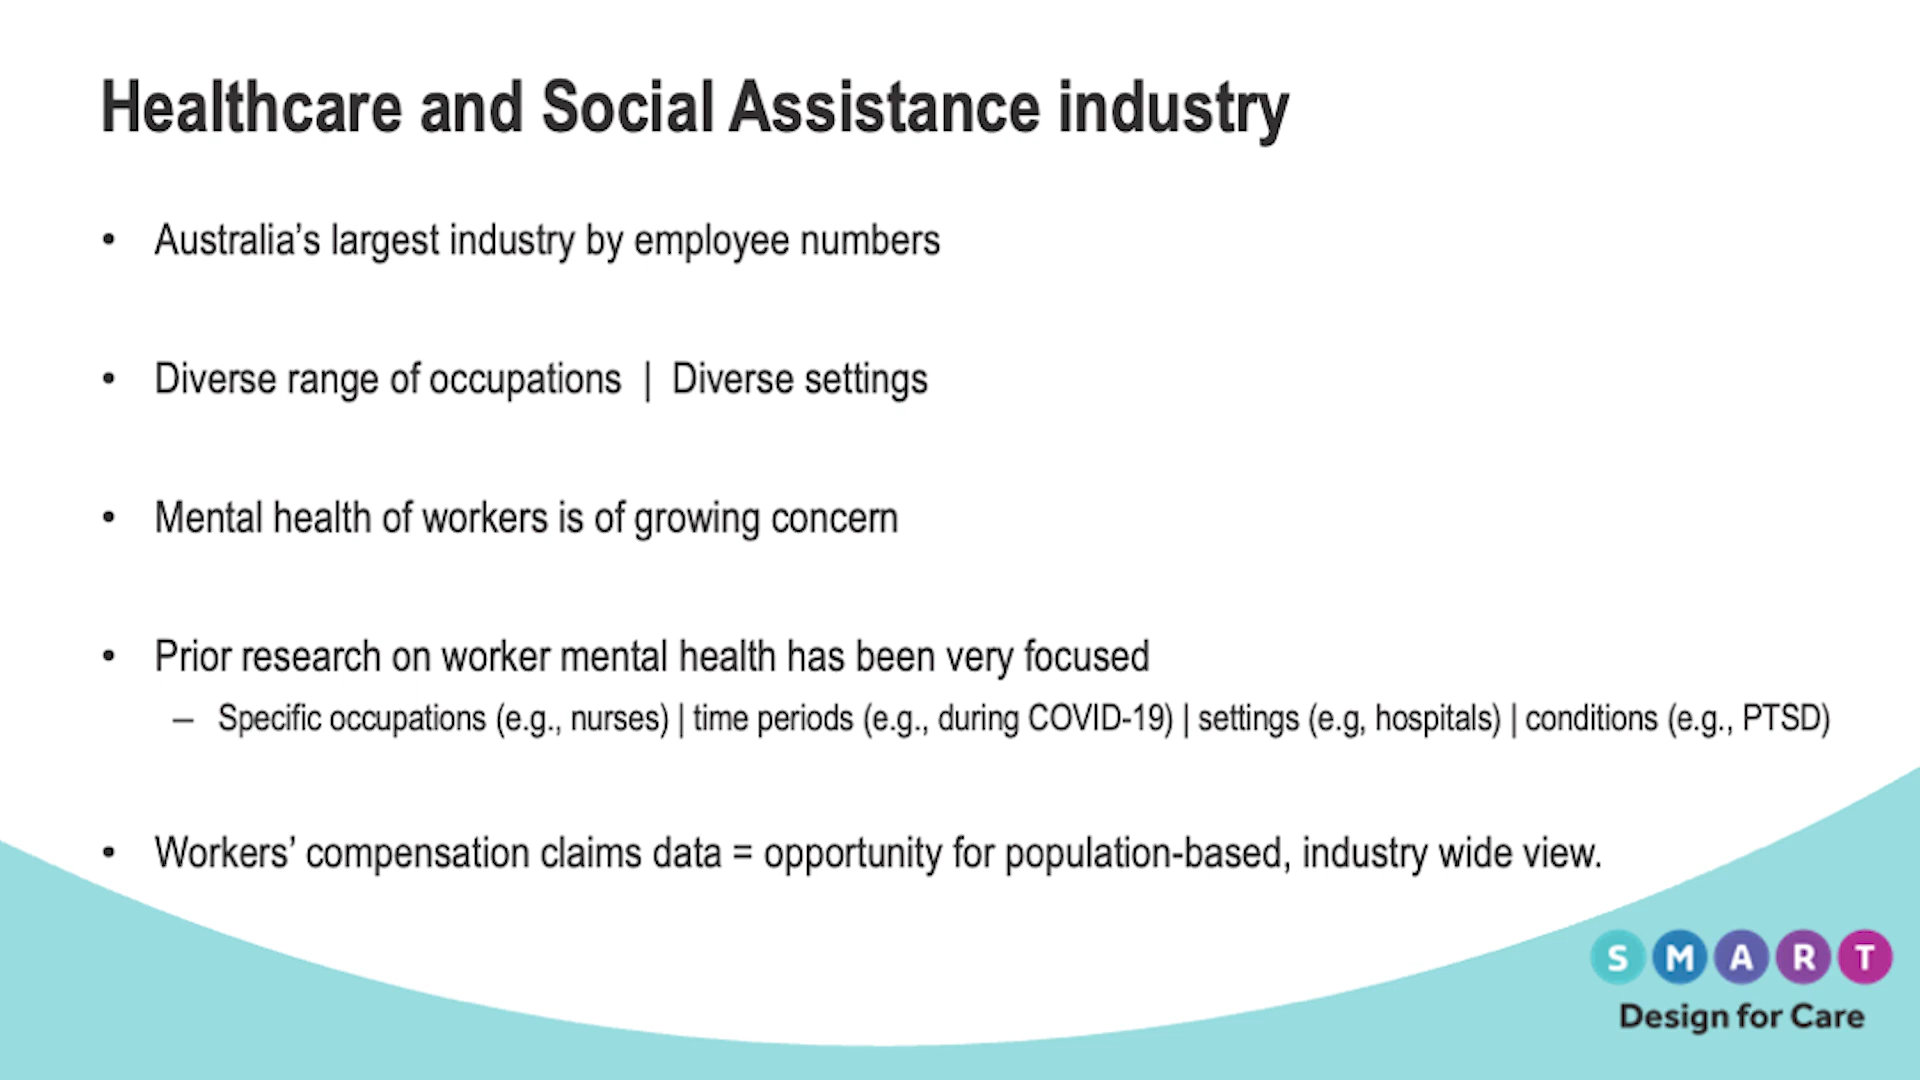 Healthcare and Social Assistance industry
• Australia’s largest industry by employee numbers
• Diverse range of occupations | Diverse settings
• Mental health of workers is of growing concern
• Prior research on worker mental health has been very focused
– Specific occupations (e.g., nurses) | time periods (e.g., during COVID-19) | settings (e.g, hospitals) | conditions (e.g., PTSD)
• Workers’ compensation claims data = opportunity for population-based, industry wide view.
SMART
Design for Care